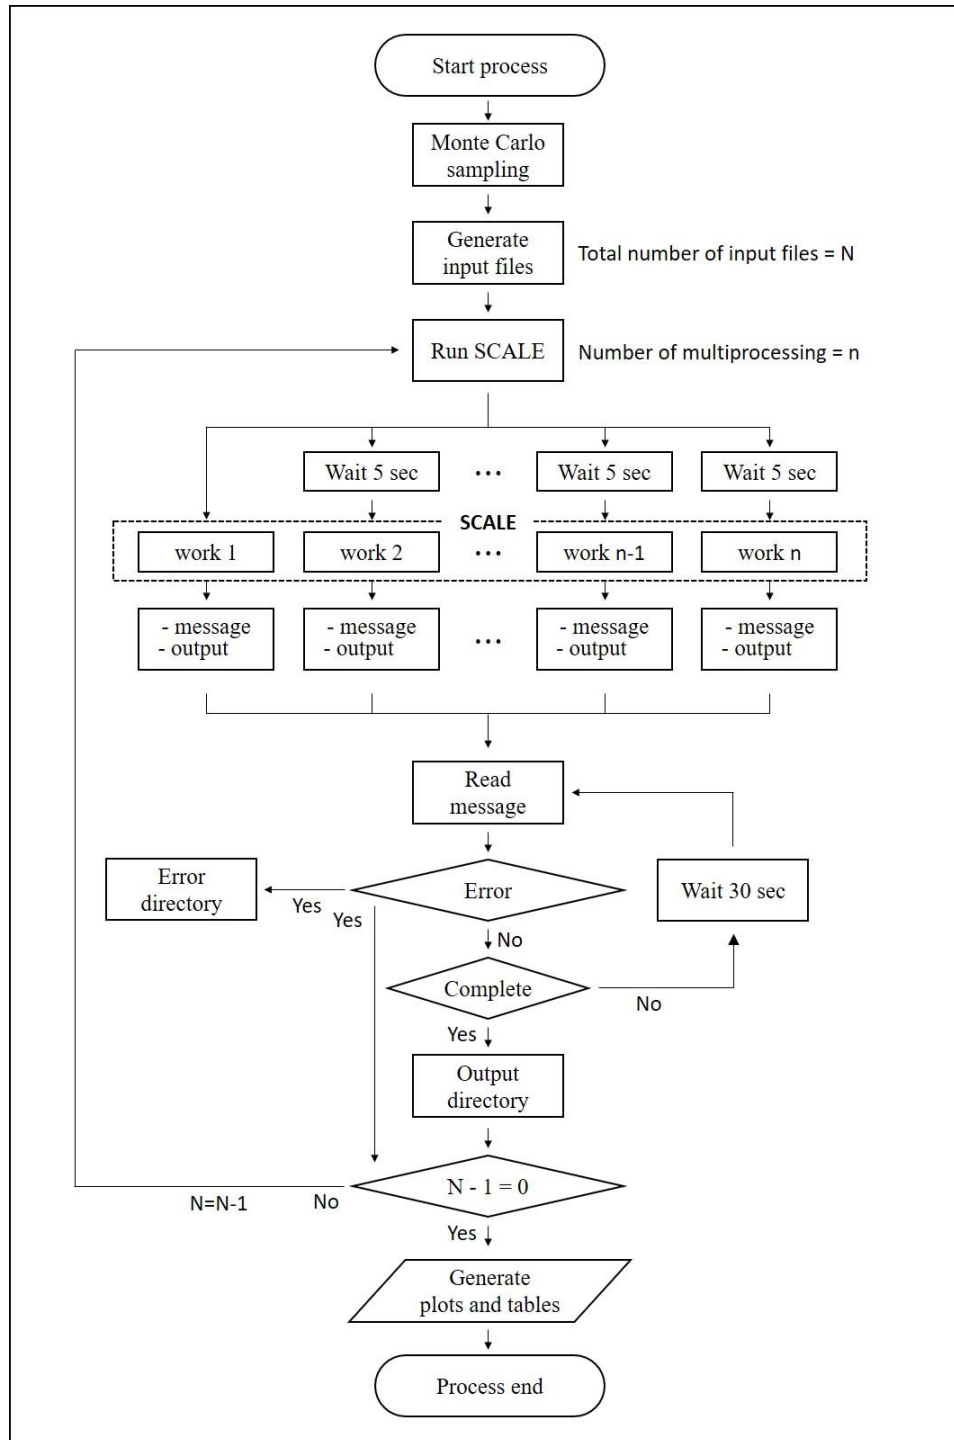 Start process
Monte Carlo
sampling
Generate
input files
Total number of input files = N
Run SCALE
Number of multiprocessing = n
Wait 5 sec
...
Wait 5 sec
Wait 5 sec
SCALE
work 1
work 2
...
work n-1
work n
- message
- output
- message
- output
...
- message
- output
- message
- output
Read
message
Error
directory
Yes
Yes
Error
Wait 30 sec
No
Complete
No
Yes
Output
directory
N - 1 = 0
N=N-1
No
Yes
Generate
plots and tables
Process end